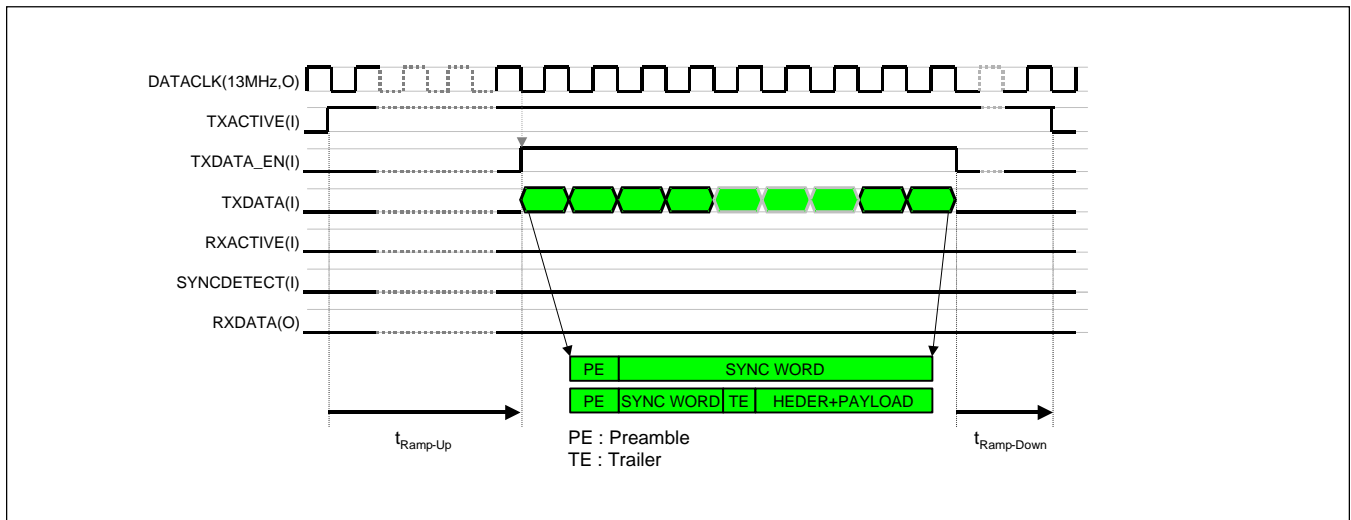 DATACLK(13MHz,O)
TXACTIVE(I)
TXDATA_EN(I)
TXDATA(I)
RXACTIVE(I)
SYNCDETECT(I)
RXDATA(O)
PE SYNC WORD
PE SYNC WORD TE HEDER+PAYLOAD
tRamp-Up
PE : Preamble
TE : Trailer
tRamp-Down